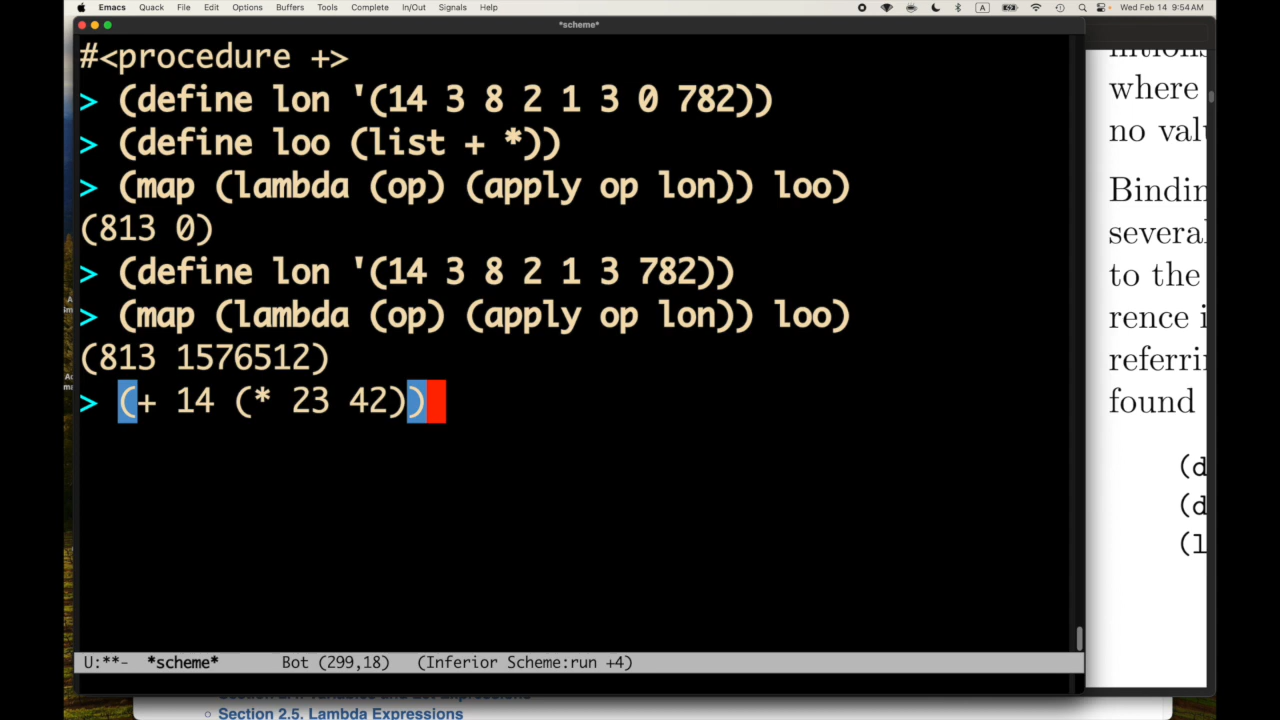 Emacs Quack File Edit Options Buffers Tools Complete In/Out Signals Help
A
Wed Feb 14 9:54 AM
*scheme*
#<procedure +>
> (define lon '(14 3 8 2 1 3 0 782))
> (define loo (list + *))
> (map (lambda (op) (apply op lon)) loo)
(813 0)
> (define lon '(14 3 8 2 1 3 782))
> (map (lambda (op) (apply op lon)) loo)
(813 1576512)
> (+ 14 (* 23 42))
U:**- *scheme* Bot (299,18) (Inferior Scheme:run +4)
where
no
Bindin
severa
to the
rence
referri
found
(d
(d
(l
Section 2.5. Lambda Expressions